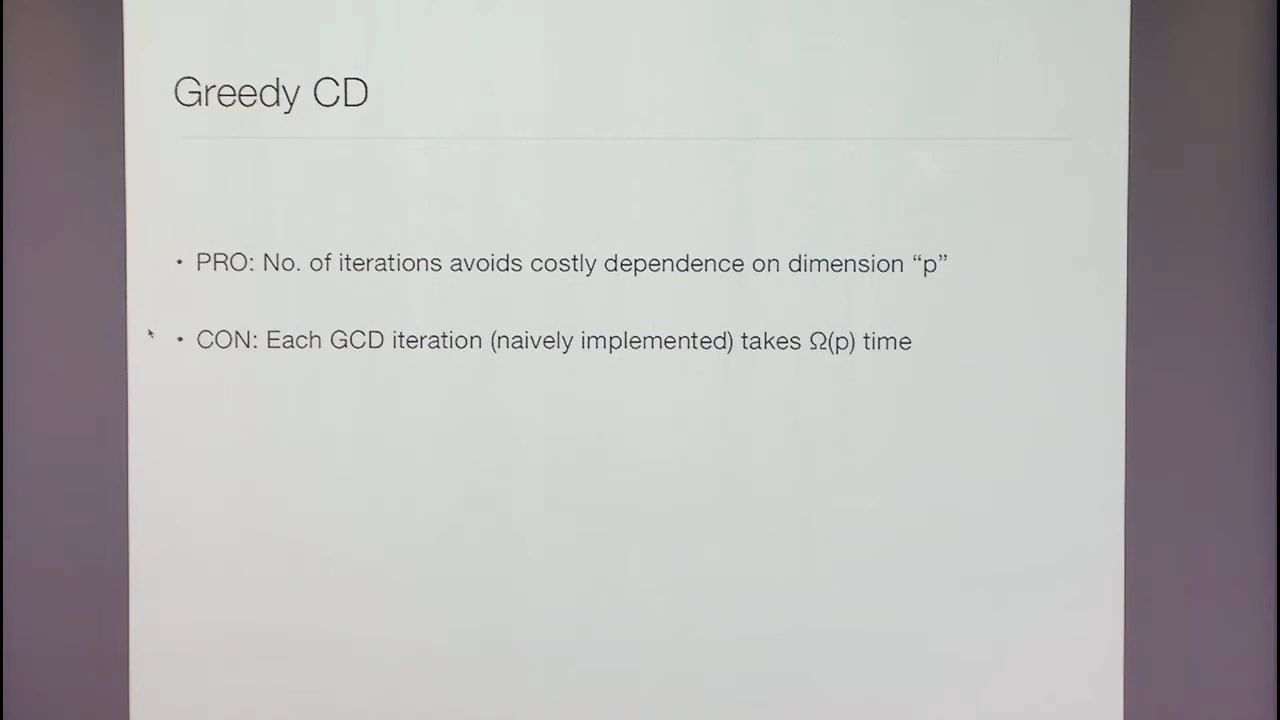 Greedy CD
• PRO: No. of iterations avoids costly dependence on dimension “p”
• CON: Each GCD iteration (naively implemented) takes Ω(p) time